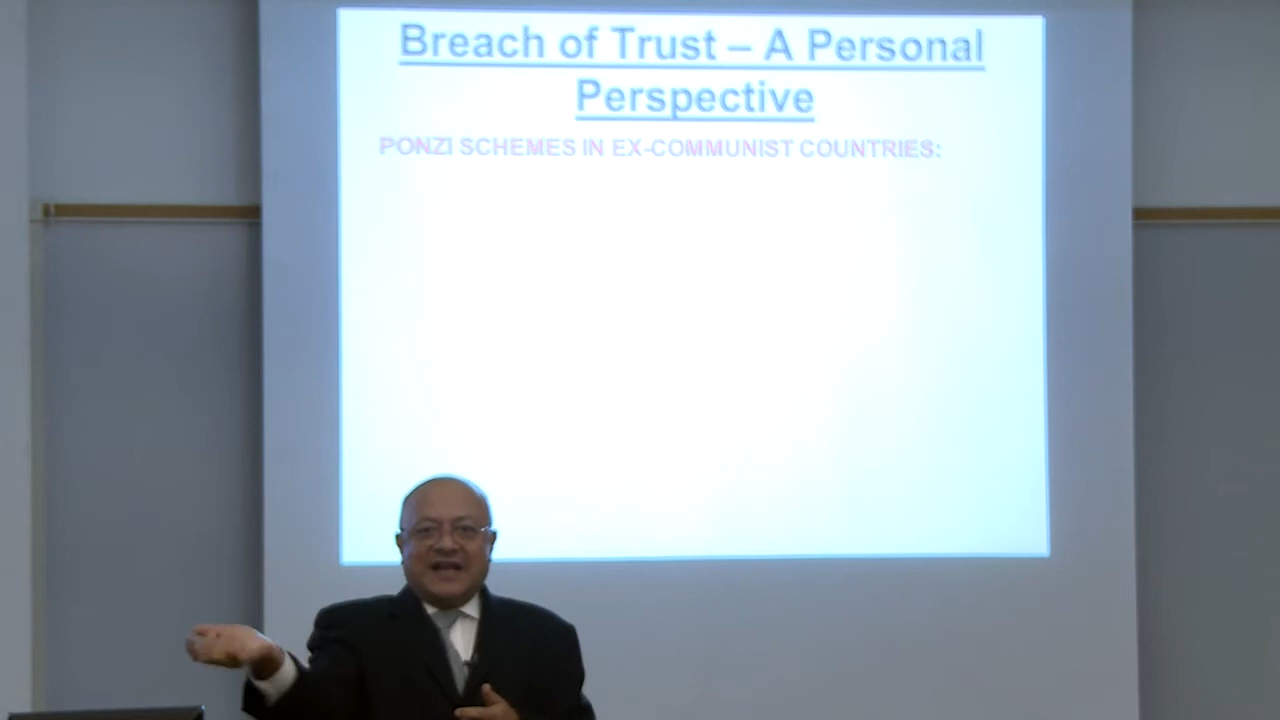 Breach of Trust – A Personal
Perspective
PONZI SCHEMES IN EX-COMMUNIST COUNTRIES: